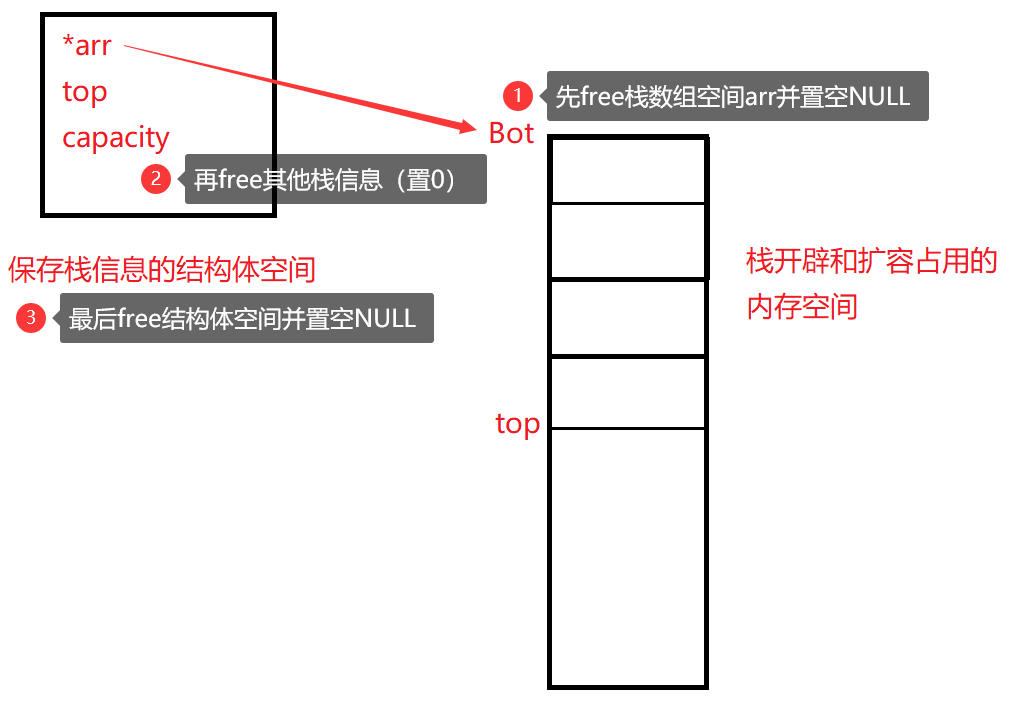 *arr
top
capacity
2
再free其他栈信息（置0）
保存栈信息的结构体空间
3
最后free结构体空间并置空NULL
1
先free栈数组空间arr并置空NULL
Bot
top
栈开辟和扩容占用的
内存空间